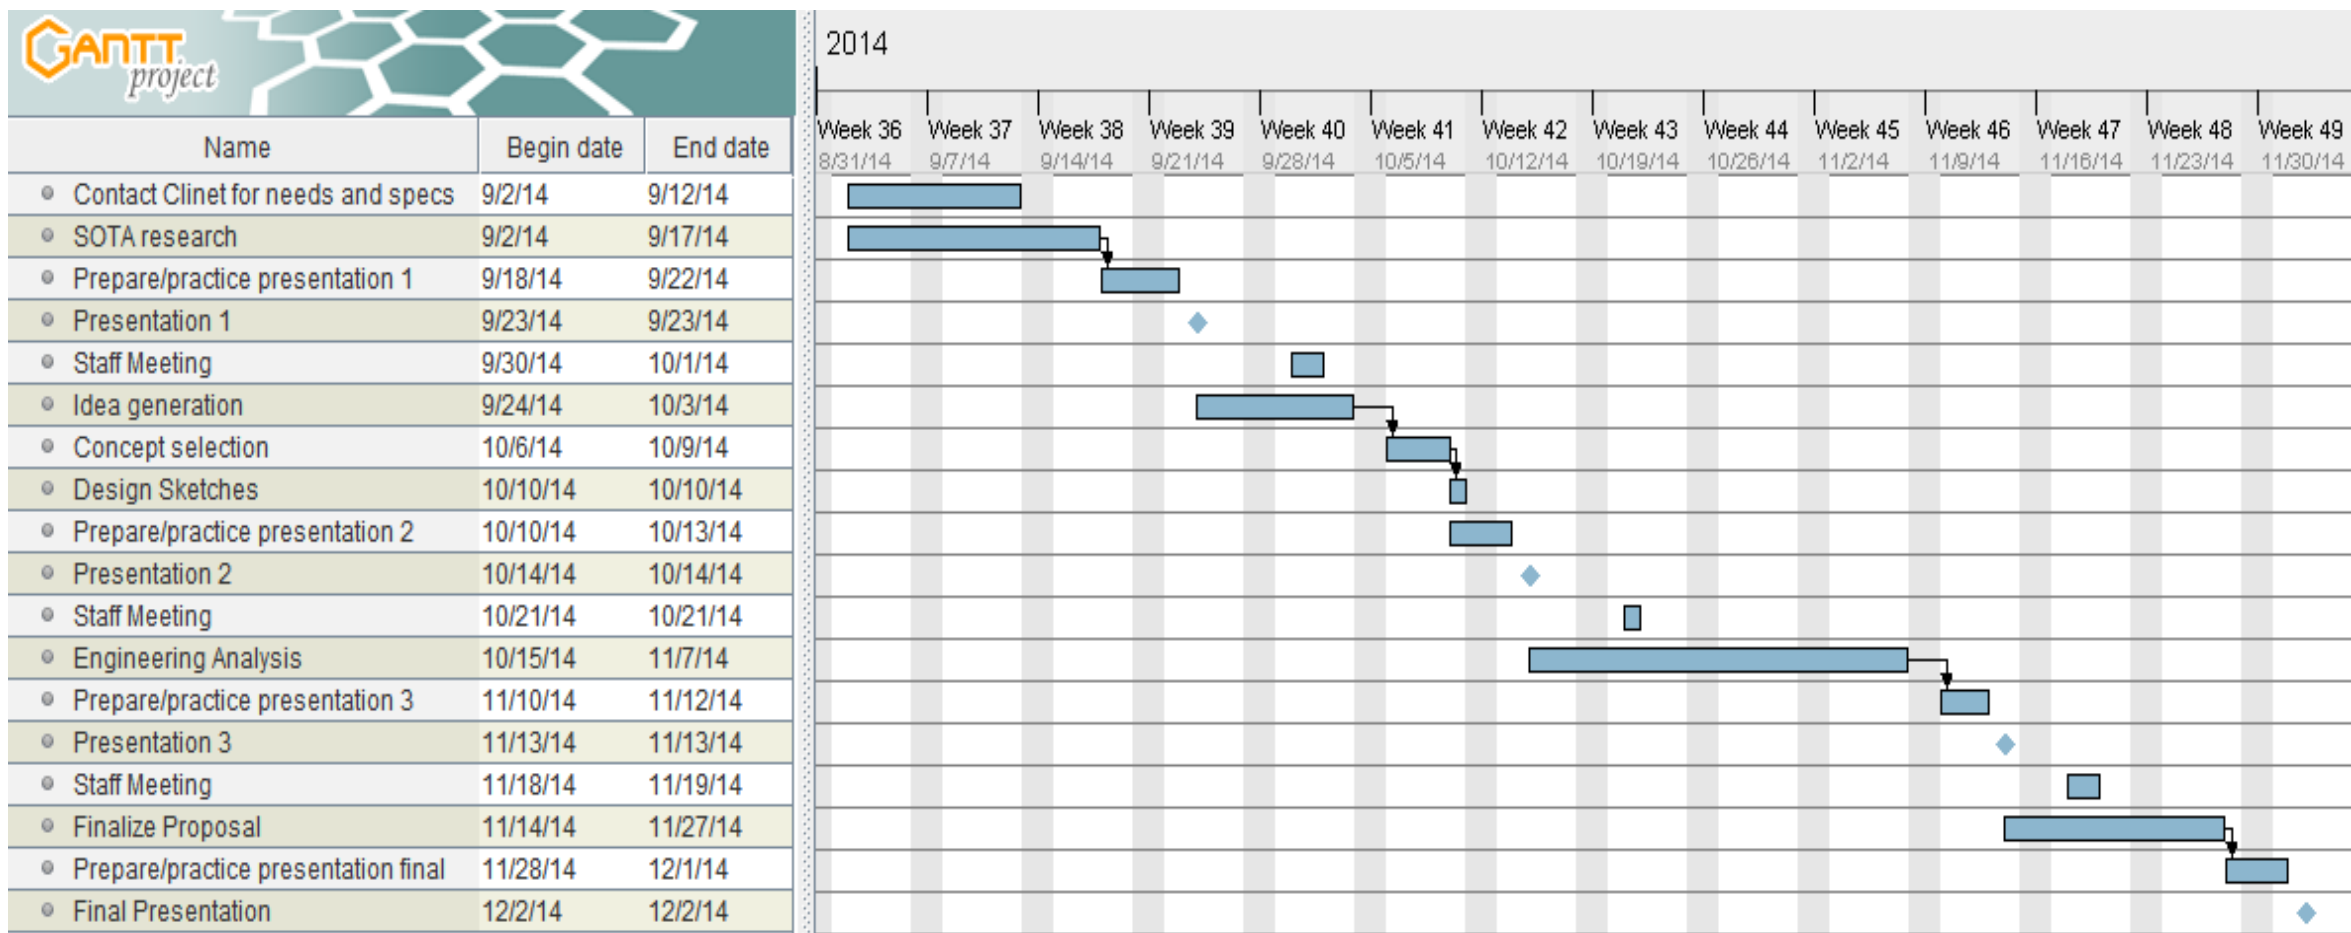 GANTT
project
2014
Week 36 Week 37 Week 38 Week 39 Week 40 Week 41 Week 42 Week 43 Week 44 Week 45 Week 46 Week 47 Week 48 Week 49
8/31/14 9/7/14 9/14/14 9/21/14 9/28/14 10/5/14 10/12/14 10/19/14 10/26/14 11/2/14 11/9/14 11/16/14 11/23/14 11/30/14
Name Begin date End date
Contact Clinet for needs and specs 9/2/14 9/12/14
SOTA research 9/2/14 9/17/14
Prepare/practice presentation 1 9/18/14 9/22/14
Presentation 1 9/23/14 9/23/14
Staff Meeting 9/30/14 10/1/14
Idea generation 9/24/14 10/3/14
Concept selection 10/6/14 10/9/14
Design Sketches 10/10/14 10/10/14
Prepare/practice presentation 2 10/10/14 10/13/14
Presentation 2 10/14/14 10/14/14
Staff Meeting 10/21/14 10/21/14
Engineering Analysis 10/15/14 11/7/14
Prepare/practice presentation 3 11/10/14 11/12/14
Presentation 3 11/13/14 11/13/14
Staff Meeting 11/18/14 11/19/14
Finalize Proposal 11/14/14 11/27/14
Prepare/practice presentation final 11/28/14 12/1/14
Final Presentation 12/2/14 12/2/14